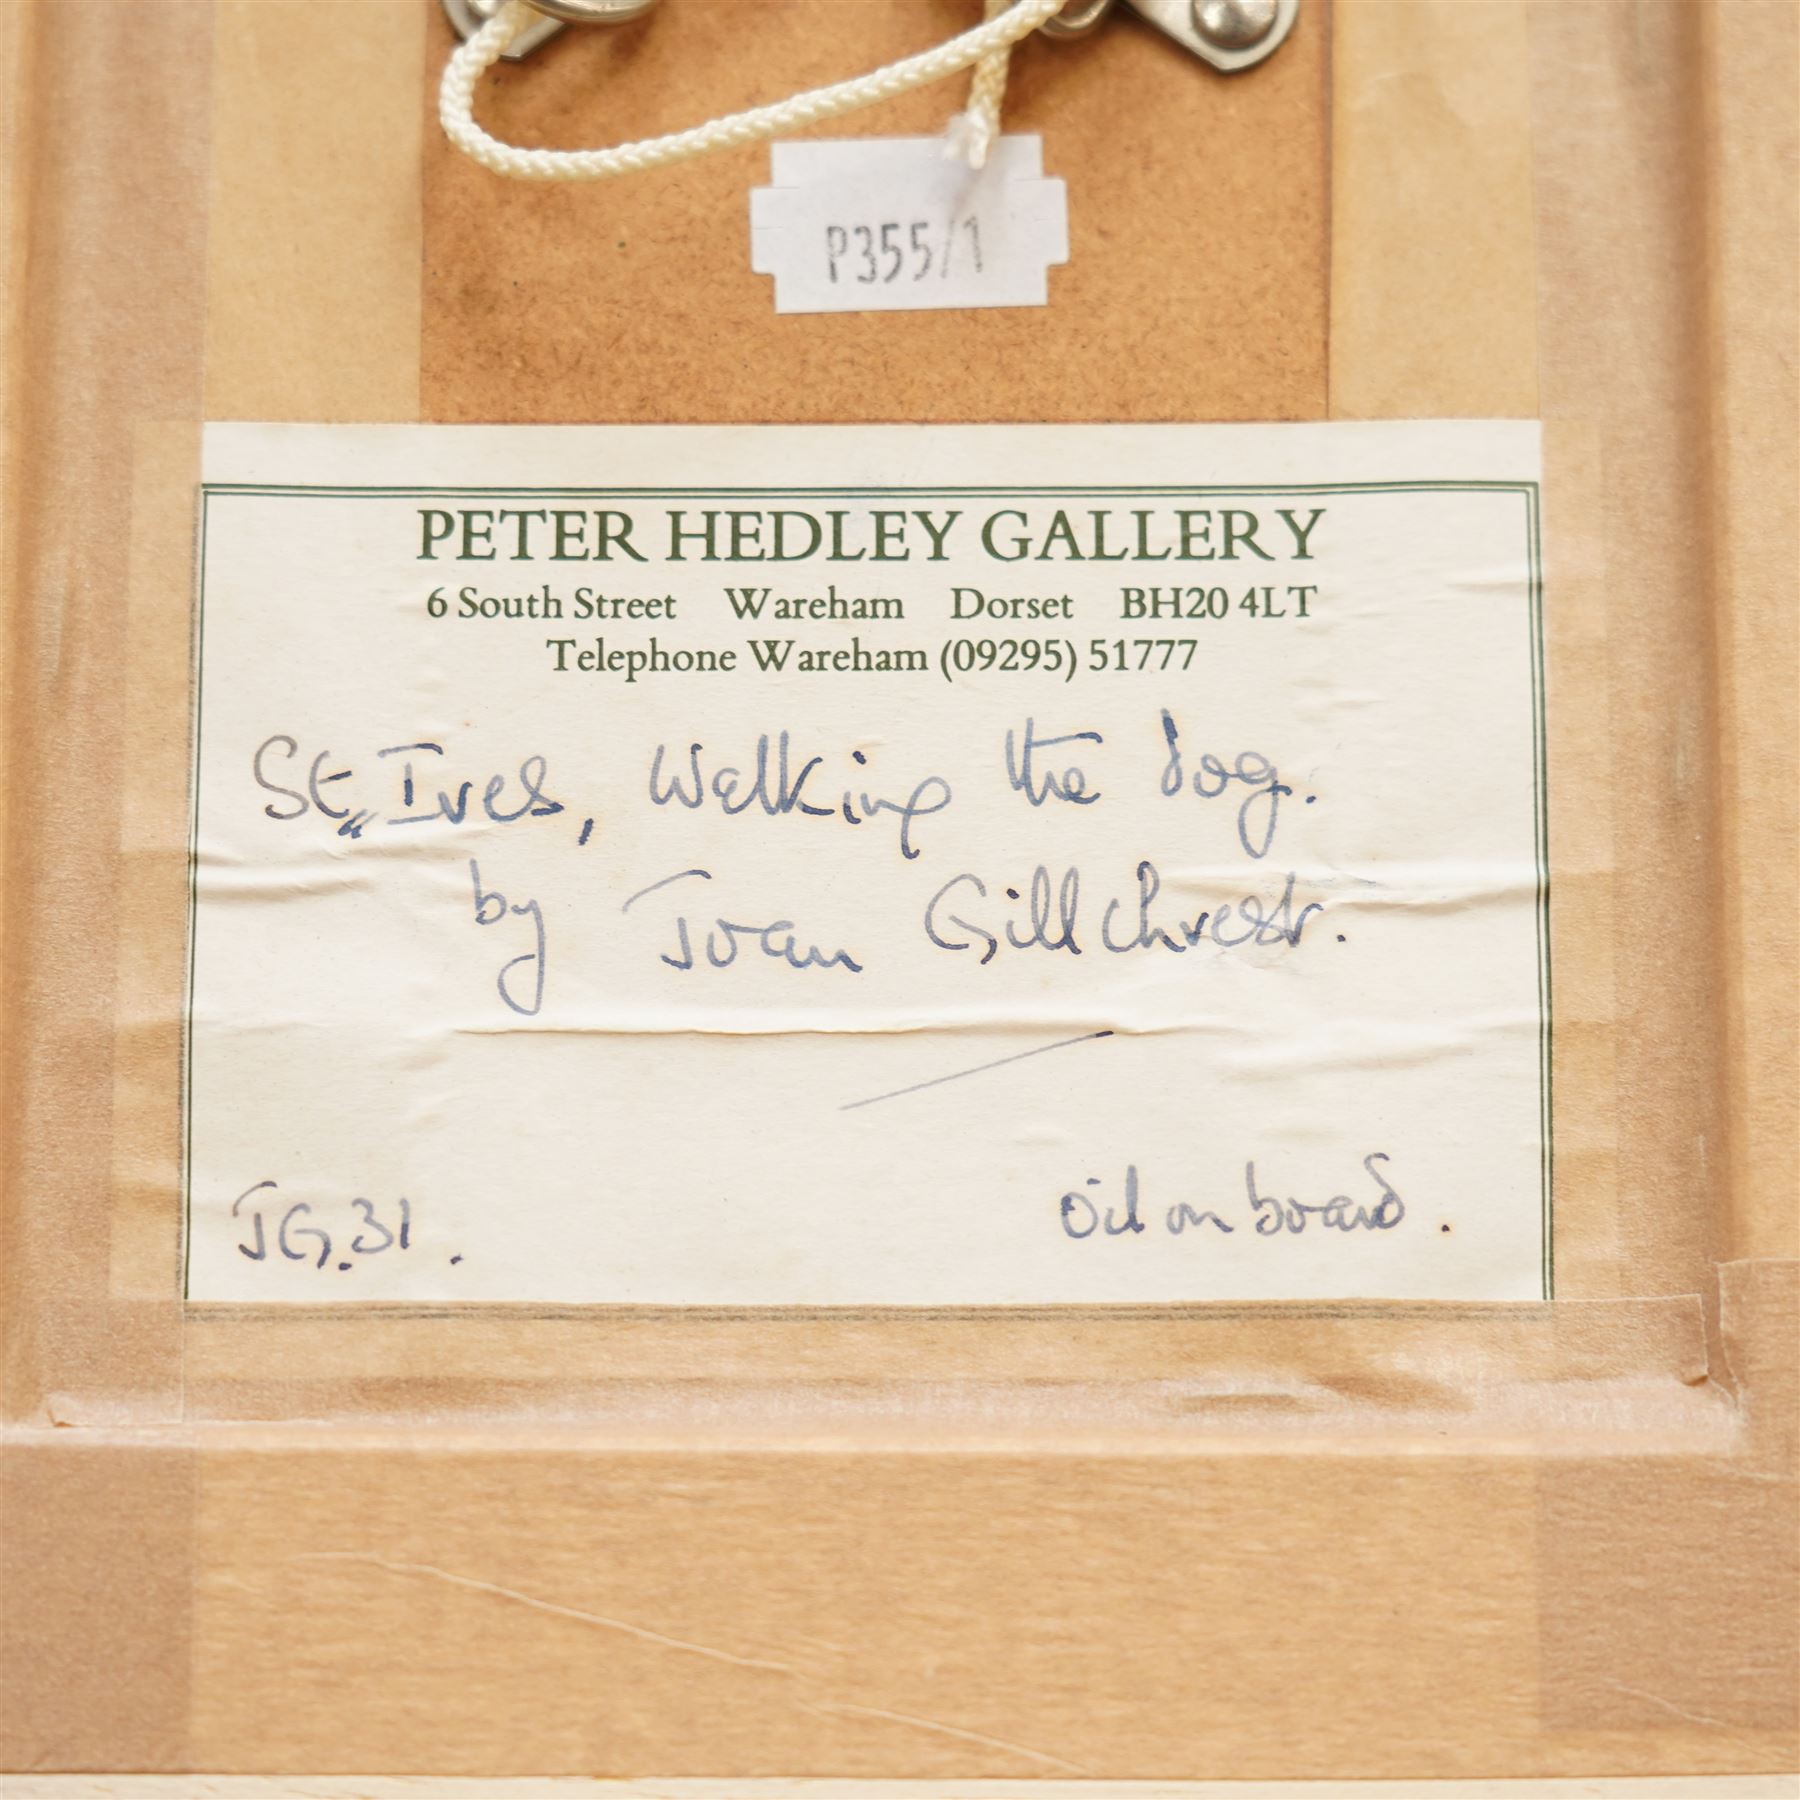 P355/1
PETER HEDLEY GALLERY
6 South Street Wareham Dorset BH20 4LT
Telephone Wareham (09295) 51777
St,, Ives, Walking the dog.
by Joan Gillchrest.
JG.31.
Oil on board.